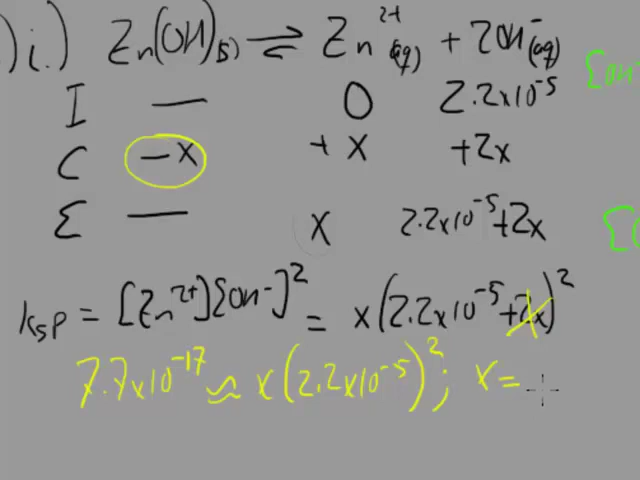 .) i.) Zn(OH)(s) ⇌ Zn²⁺(aq) + 2OH⁻(aq)
[OH⁻
I — 0 2.2x10⁻⁵
C -x +x +2x
E — x 2.2x10⁻⁵+2x
Ksp = [Zn²⁺][OH⁻]² = x(2.2x10⁻⁵+2x)²
7.7x10⁻¹⁷ ≈ x(2.2x10⁻⁵)²; x =